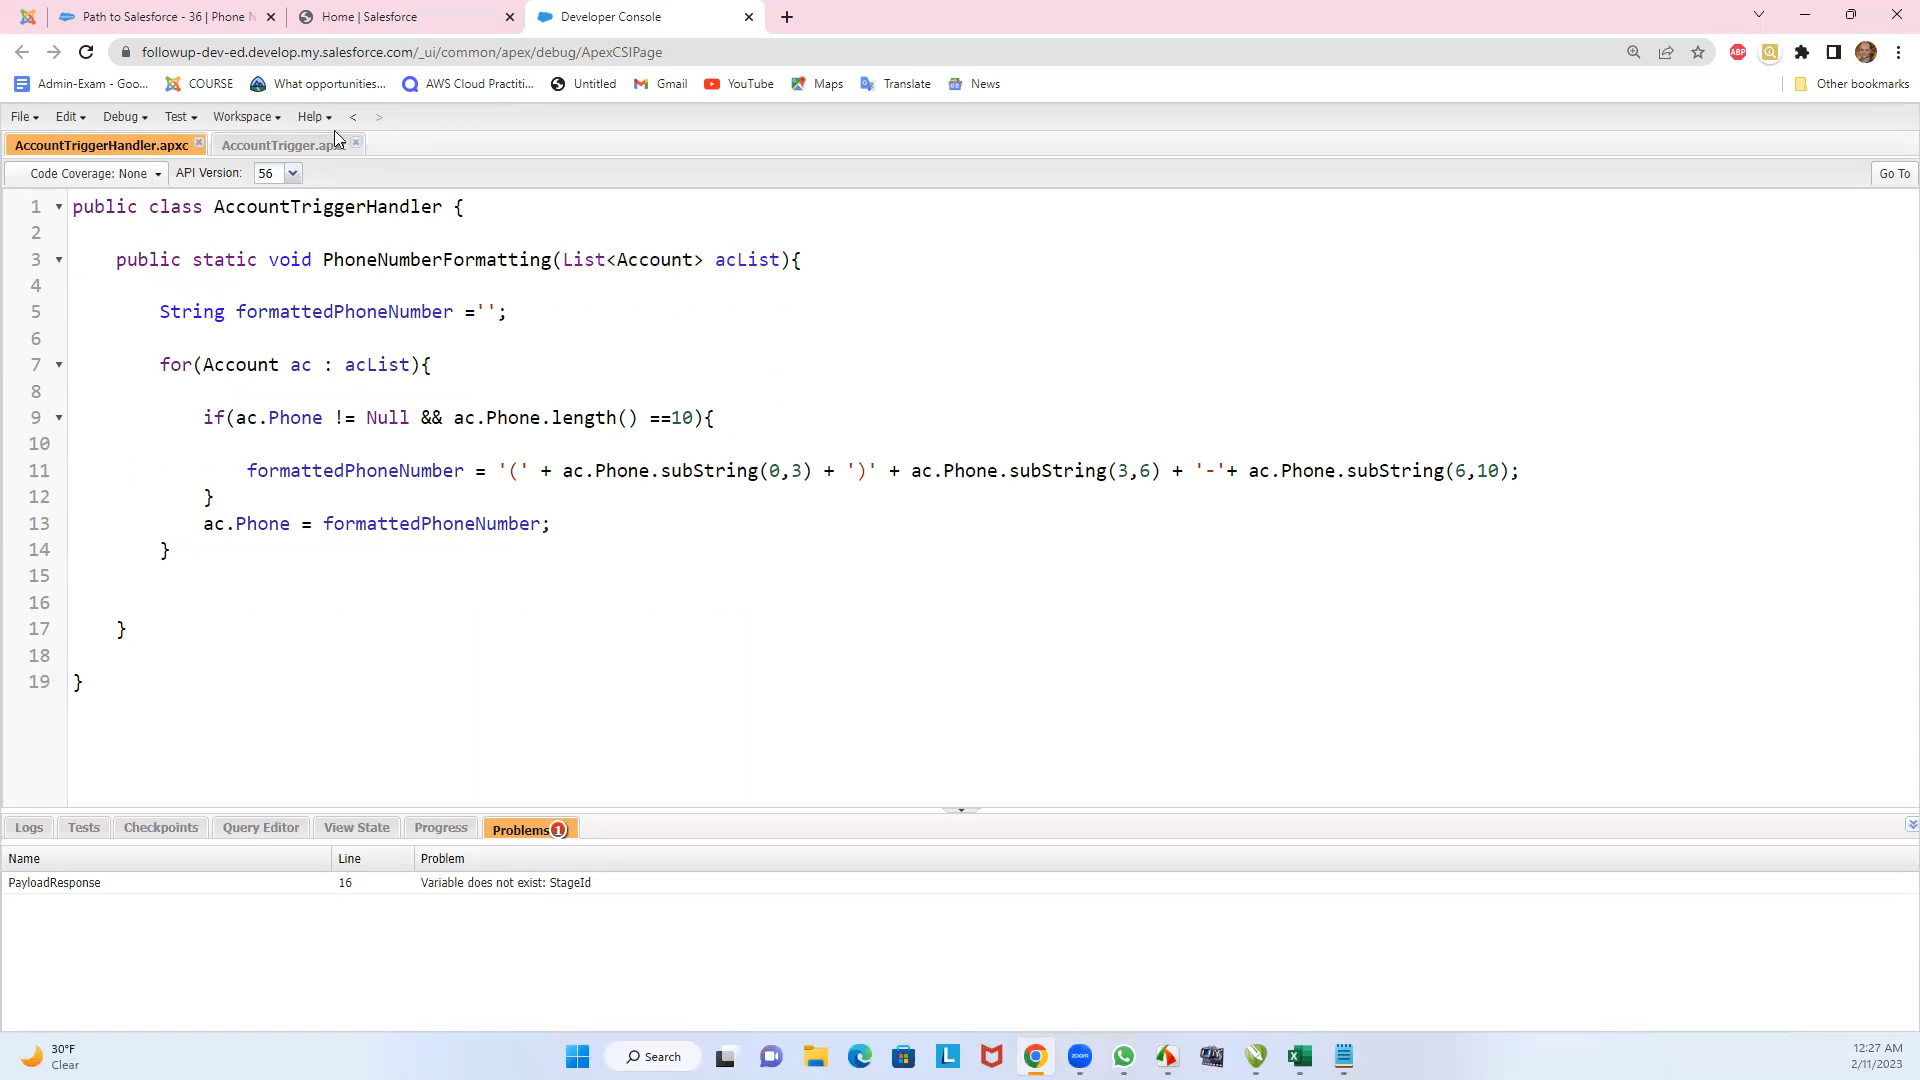 Path to Salesforce - 36 | Phone N
Home | Salesforce
Developer Console
followup-dev-ed.develop.my.salesforce.com/_ui/common/apex/debug/ApexCSIPage
ABP
Admin-Exam - Goo...
COURSE
What opportunities...
AWS Cloud Practiti...
Untitled
Gmail
YouTube
Maps
Translate
News
Other bookmarks
File Edit Debug Test Workspace Help < >
AccountTriggerHandler.apxc
AccountTrigger.ap
Code Coverage: None
API Version: 56
Go To
1 public class AccountTriggerHandler {
2
3 public static void PhoneNumberFormatting(List<Account> acList){
4
5 String formattedPhoneNumber ='';
6
7 for(Account ac : acList){
8
9 if(ac.Phone != Null && ac.Phone.length() ==10){
10
11 formattedPhoneNumber = '(' + ac.Phone.subString(0,3) + ')' + ac.Phone.subString(3,6) + '-'+ ac.Phone.subString(6,10);
12 }
13 ac.Phone = formattedPhoneNumber;
14 }
15
16
17 }
18
19 }
Logs Tests Checkpoints Query Editor View State Progress Problems 1
Name Line Problem
PayloadResponse 16 Variable does not exist: StageId
30°F
Clear
Search
L
zoom
12:27 AM
2/11/2023